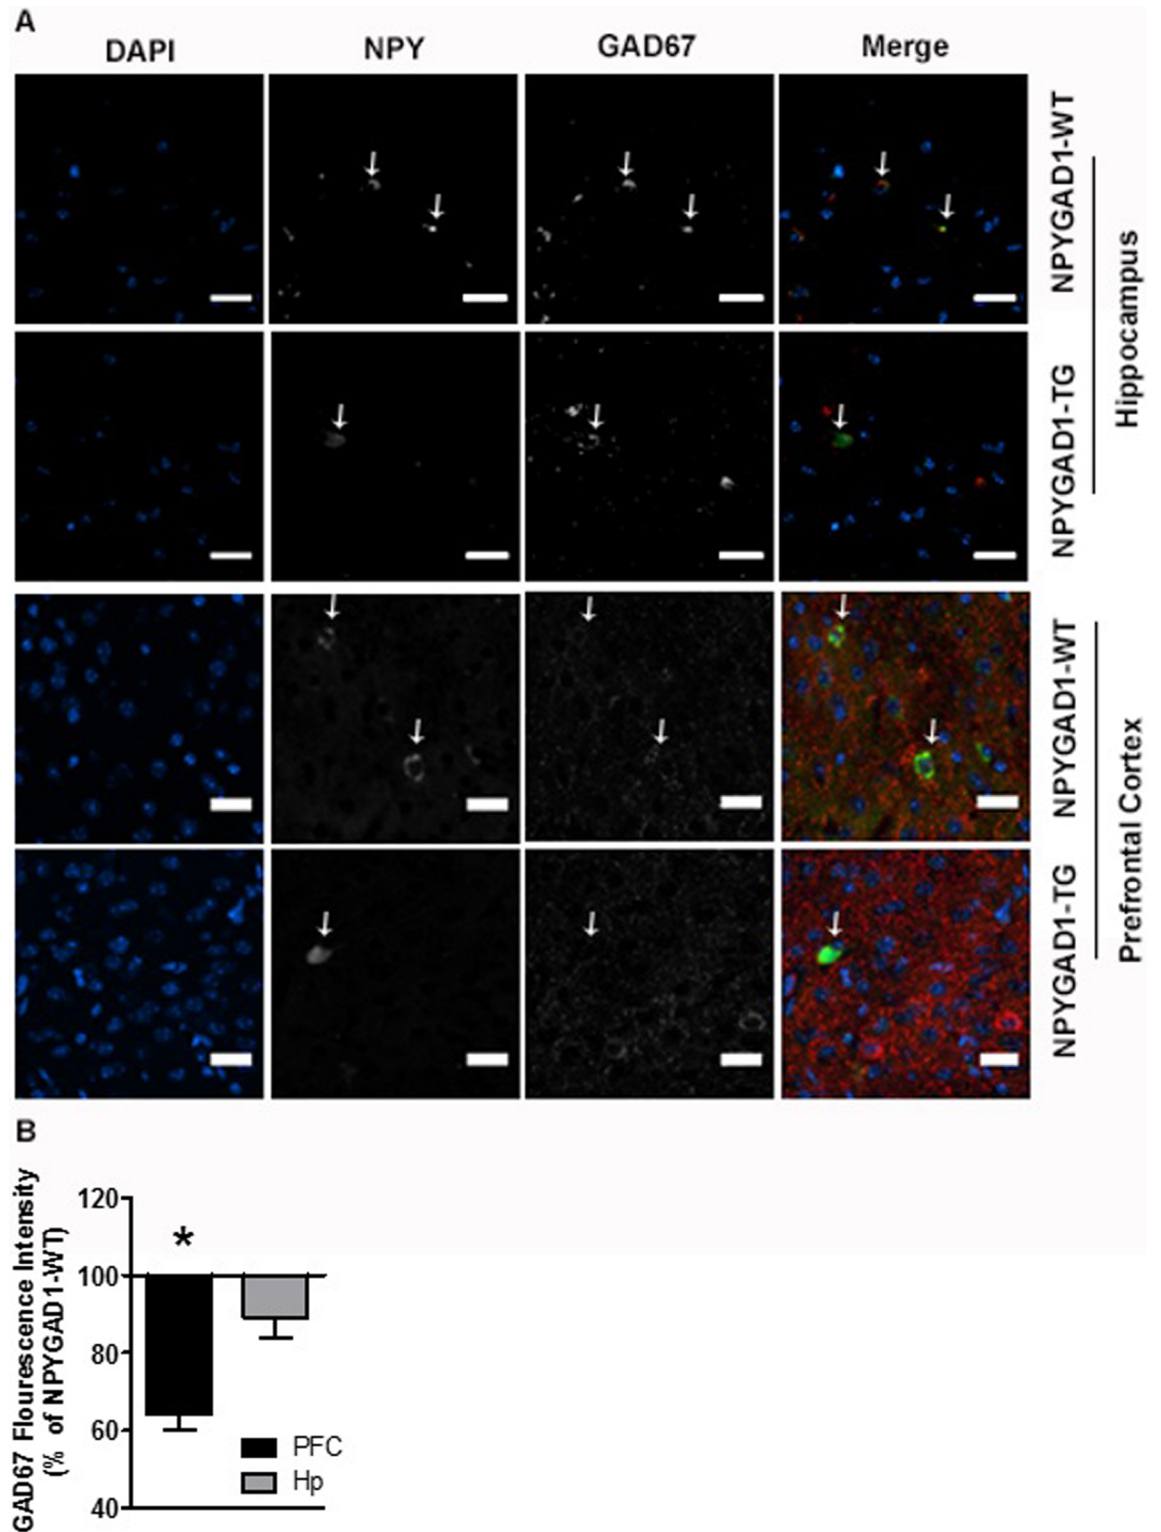 A
DAPI NPY GAD67 Merge
NPYGAD1-WT
NPYGAD1-TG
Hippocampus
NPYGAD1-WT
NPYGAD1-TG
Prefrontal Cortex
B
GAD67 Flourescence Intensity
(% of NPYGAD1-WT)
120
100
80
60
40
*
PFC
Hp